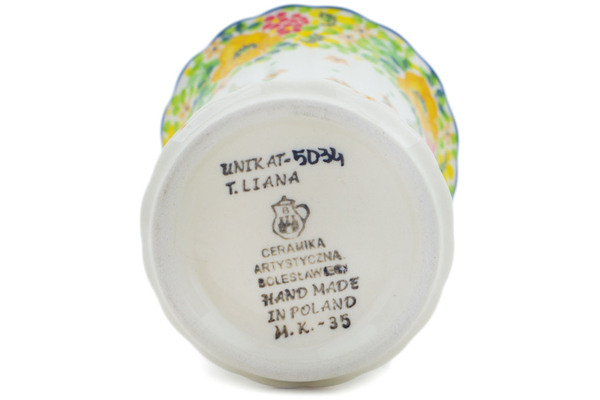 UNIKAT-5034
T. LIANA
B
CERAMIKA
ARTYSTYCZNA
BOLESŁAWIEC
HAND MADE
IN POLAND
M.K.-35